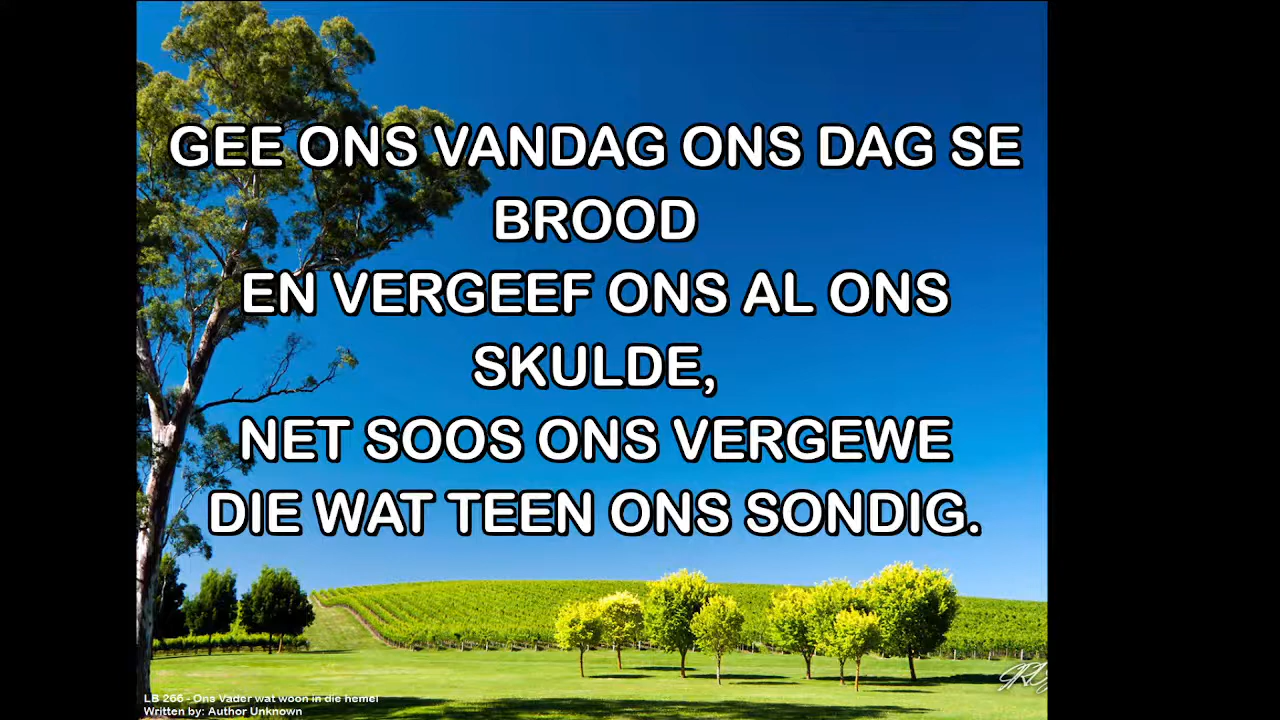 GEE ONS VANDAG ONS DAG SE
BROOD
EN VERGEEF ONS AL ONS
SKULDE,
NET SOOS ONS VERGEWE
DIE WAT TEEN ONS SONDIG.
LB 266 - Ons Vader wat woon in die hemel
Written by: Author Unknown